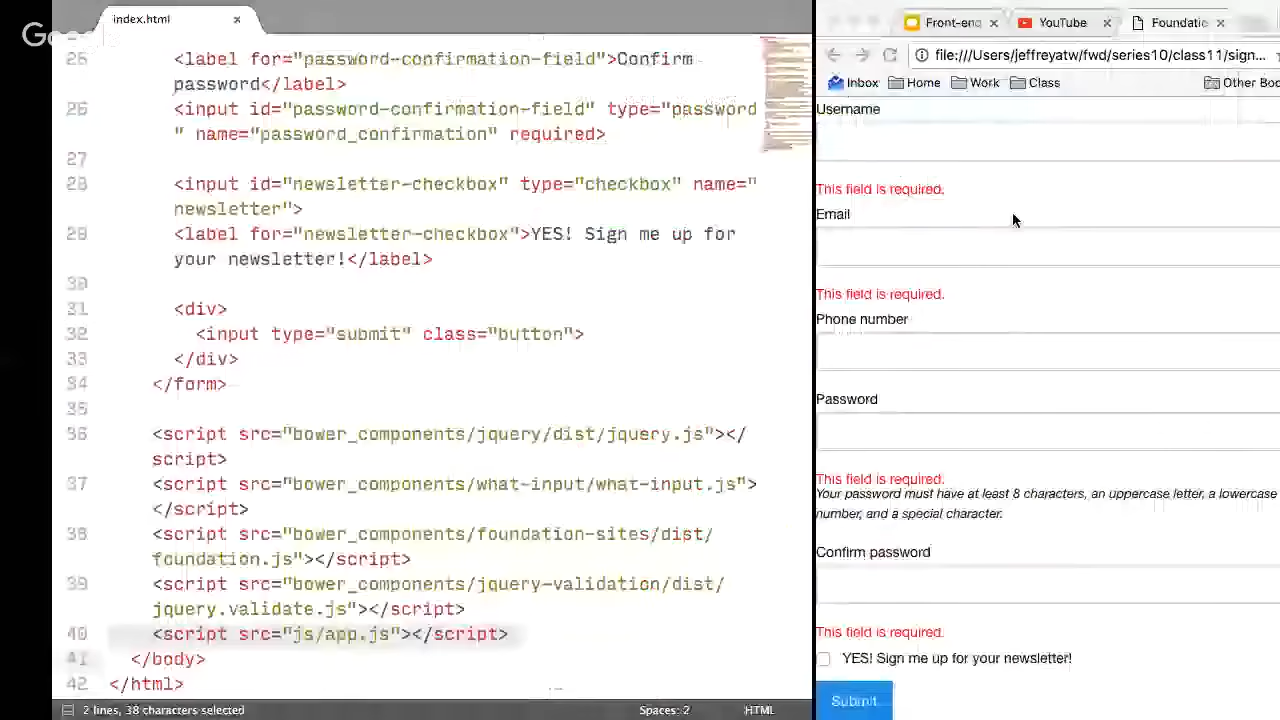 index.html ×
Google
26 <label for="password-confirmation-field">Confirm
password</label>
26 <input id="password-confirmation-field" type="password
" name="password_confirmation" required>
27
28 <input id="newsletter-checkbox" type="checkbox" name="
newsletter">
29 <label for="newsletter-checkbox">YES! Sign me up for
your newsletter!</label>
30
31 <div>
32 <input type="submit" class="button">
33 </div>
34 </form>
35
36 <script src="bower_components/jquery/dist/jquery.js"></
script>
37 <script src="bower_components/what-input/what-input.js">
</script>
38 <script src="bower_components/foundation-sites/dist/
foundation.js"></script>
39 <script src="bower_components/jquery-validation/dist/
jquery.validate.js"></script>
40 <script src="js/app.js"></script>
41 </body>
42 </html>
2 lines, 38 characters selected Spaces: 2 HTML
Front-enc × YouTube × Foundatic ×
file:///Users/jeffreyatw/fwd/series10/class11/sign...
Inbox Home Work Class Other Boo
Username
This field is required.
Email
This field is required.
Phone number
Password
This field is required.
Your password must have at least 8 characters, an uppercase letter, a lowercase
number, and a special character.
Confirm password
This field is required.
YES! Sign me up for your newsletter!
Submit